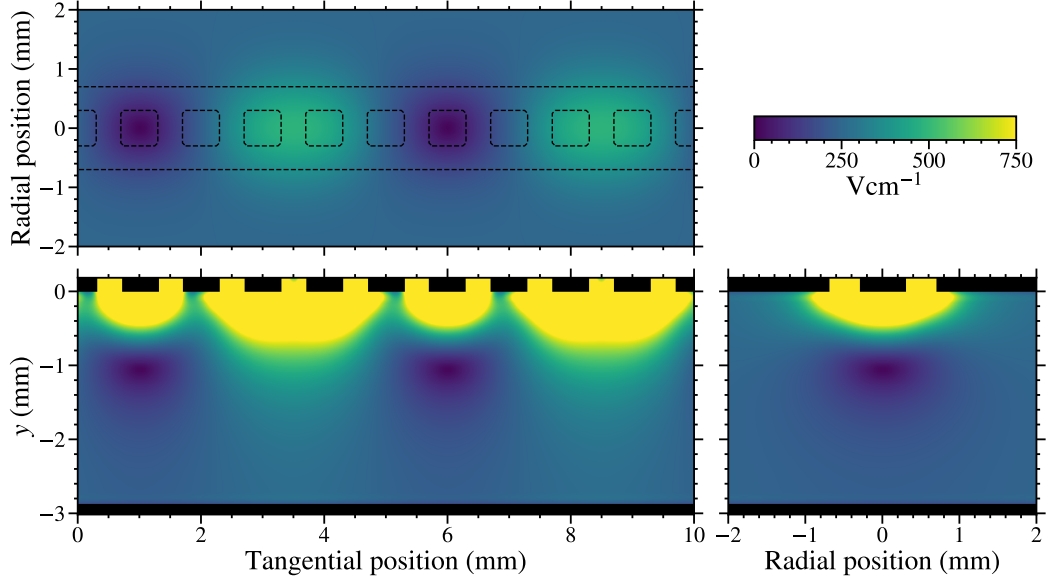 2
1
0
−1
−2
Radial position (mm)
0 250 500 750
Vcm⁻¹
0
−1
−2
−3
y (mm)
0 2 4 6 8 10
Tangential position (mm)
−2 −1 0 1 2
Radial position (mm)